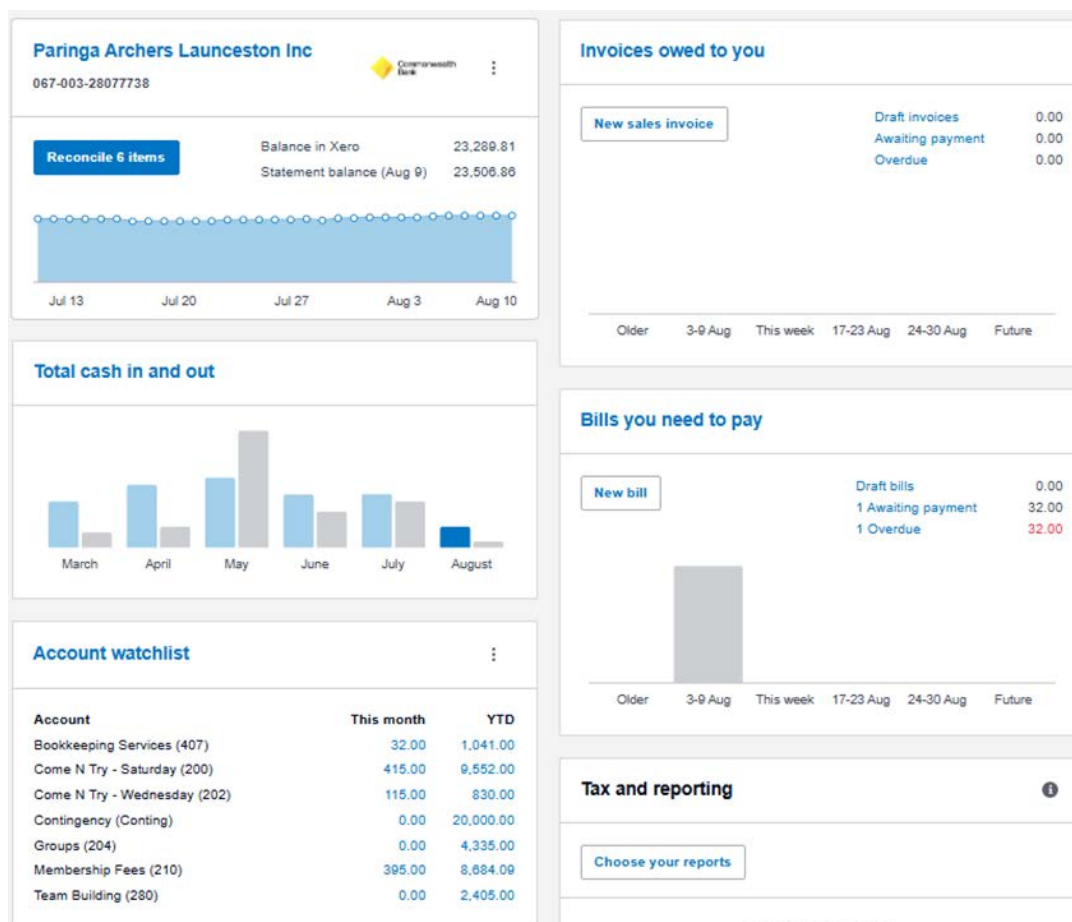 Paringa Archers Launceston Inc
Commonwealth
Bank
067-003-28077738
Reconcile 6 items
Balance in Xero 23,289.81
Statement balance (Aug 9) 23,506.86
Jul 13 Jul 20 Jul 27 Aug 3 Aug 10
Total cash in and out
March April May June July August
Account watchlist
Account This month YTD
Bookkeeping Services (407) 32.00 1,041.00
Come N Try - Saturday (200) 415.00 9,552.00
Come N Try - Wednesday (202) 115.00 830.00
Contingency (Conting) 0.00 20,000.00
Groups (204) 0.00 4,335.00
Membership Fees (210) 395.00 8,684.09
Team Building (280) 0.00 2,405.00
Invoices owed to you
New sales invoice
Draft invoices 0.00
Awaiting payment 0.00
Overdue 0.00
Older 3-9 Aug This week 17-23 Aug 24-30 Aug Future
Bills you need to pay
New bill
Draft bills 0.00
1 Awaiting payment 32.00
1 Overdue 32.00
Older 3-9 Aug This week 17-23 Aug 24-30 Aug Future
Tax and reporting
Choose your reports